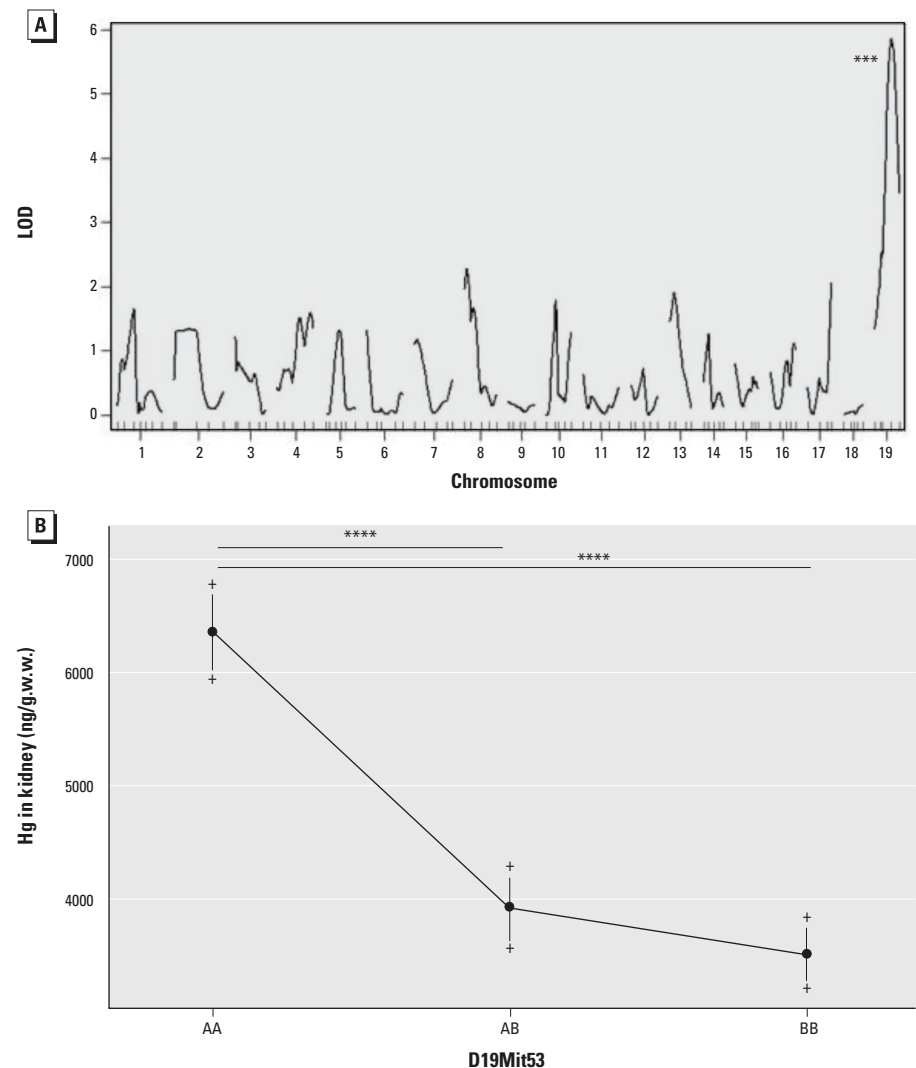 A
6
5
4
3
2
1
0
LOD
***
1 2 3 4 5 6 7 8 9 10 11 12 13 14 15 16 17 18 19
Chromosome
B
7000
6000
5000
4000
Hg in kidney (ng/g.w.w.)
****
****
AA AB BB
D19Mit53